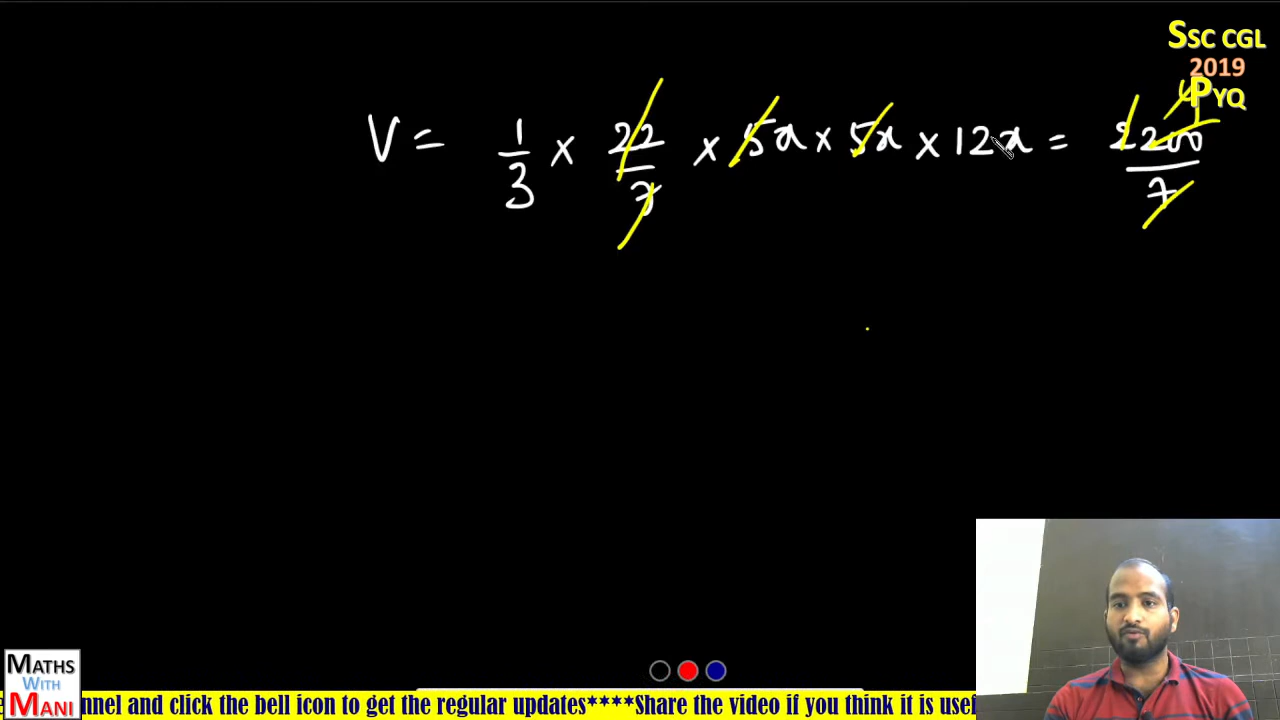 SSC CGL
2019
PYQ
V = 1/3 × 22/7 × 5x × 5x × 12x = 2200/7
MATHS
WITH
MANI
nnel and click the bell icon to get the regular updates****Share the video if you think it is usef